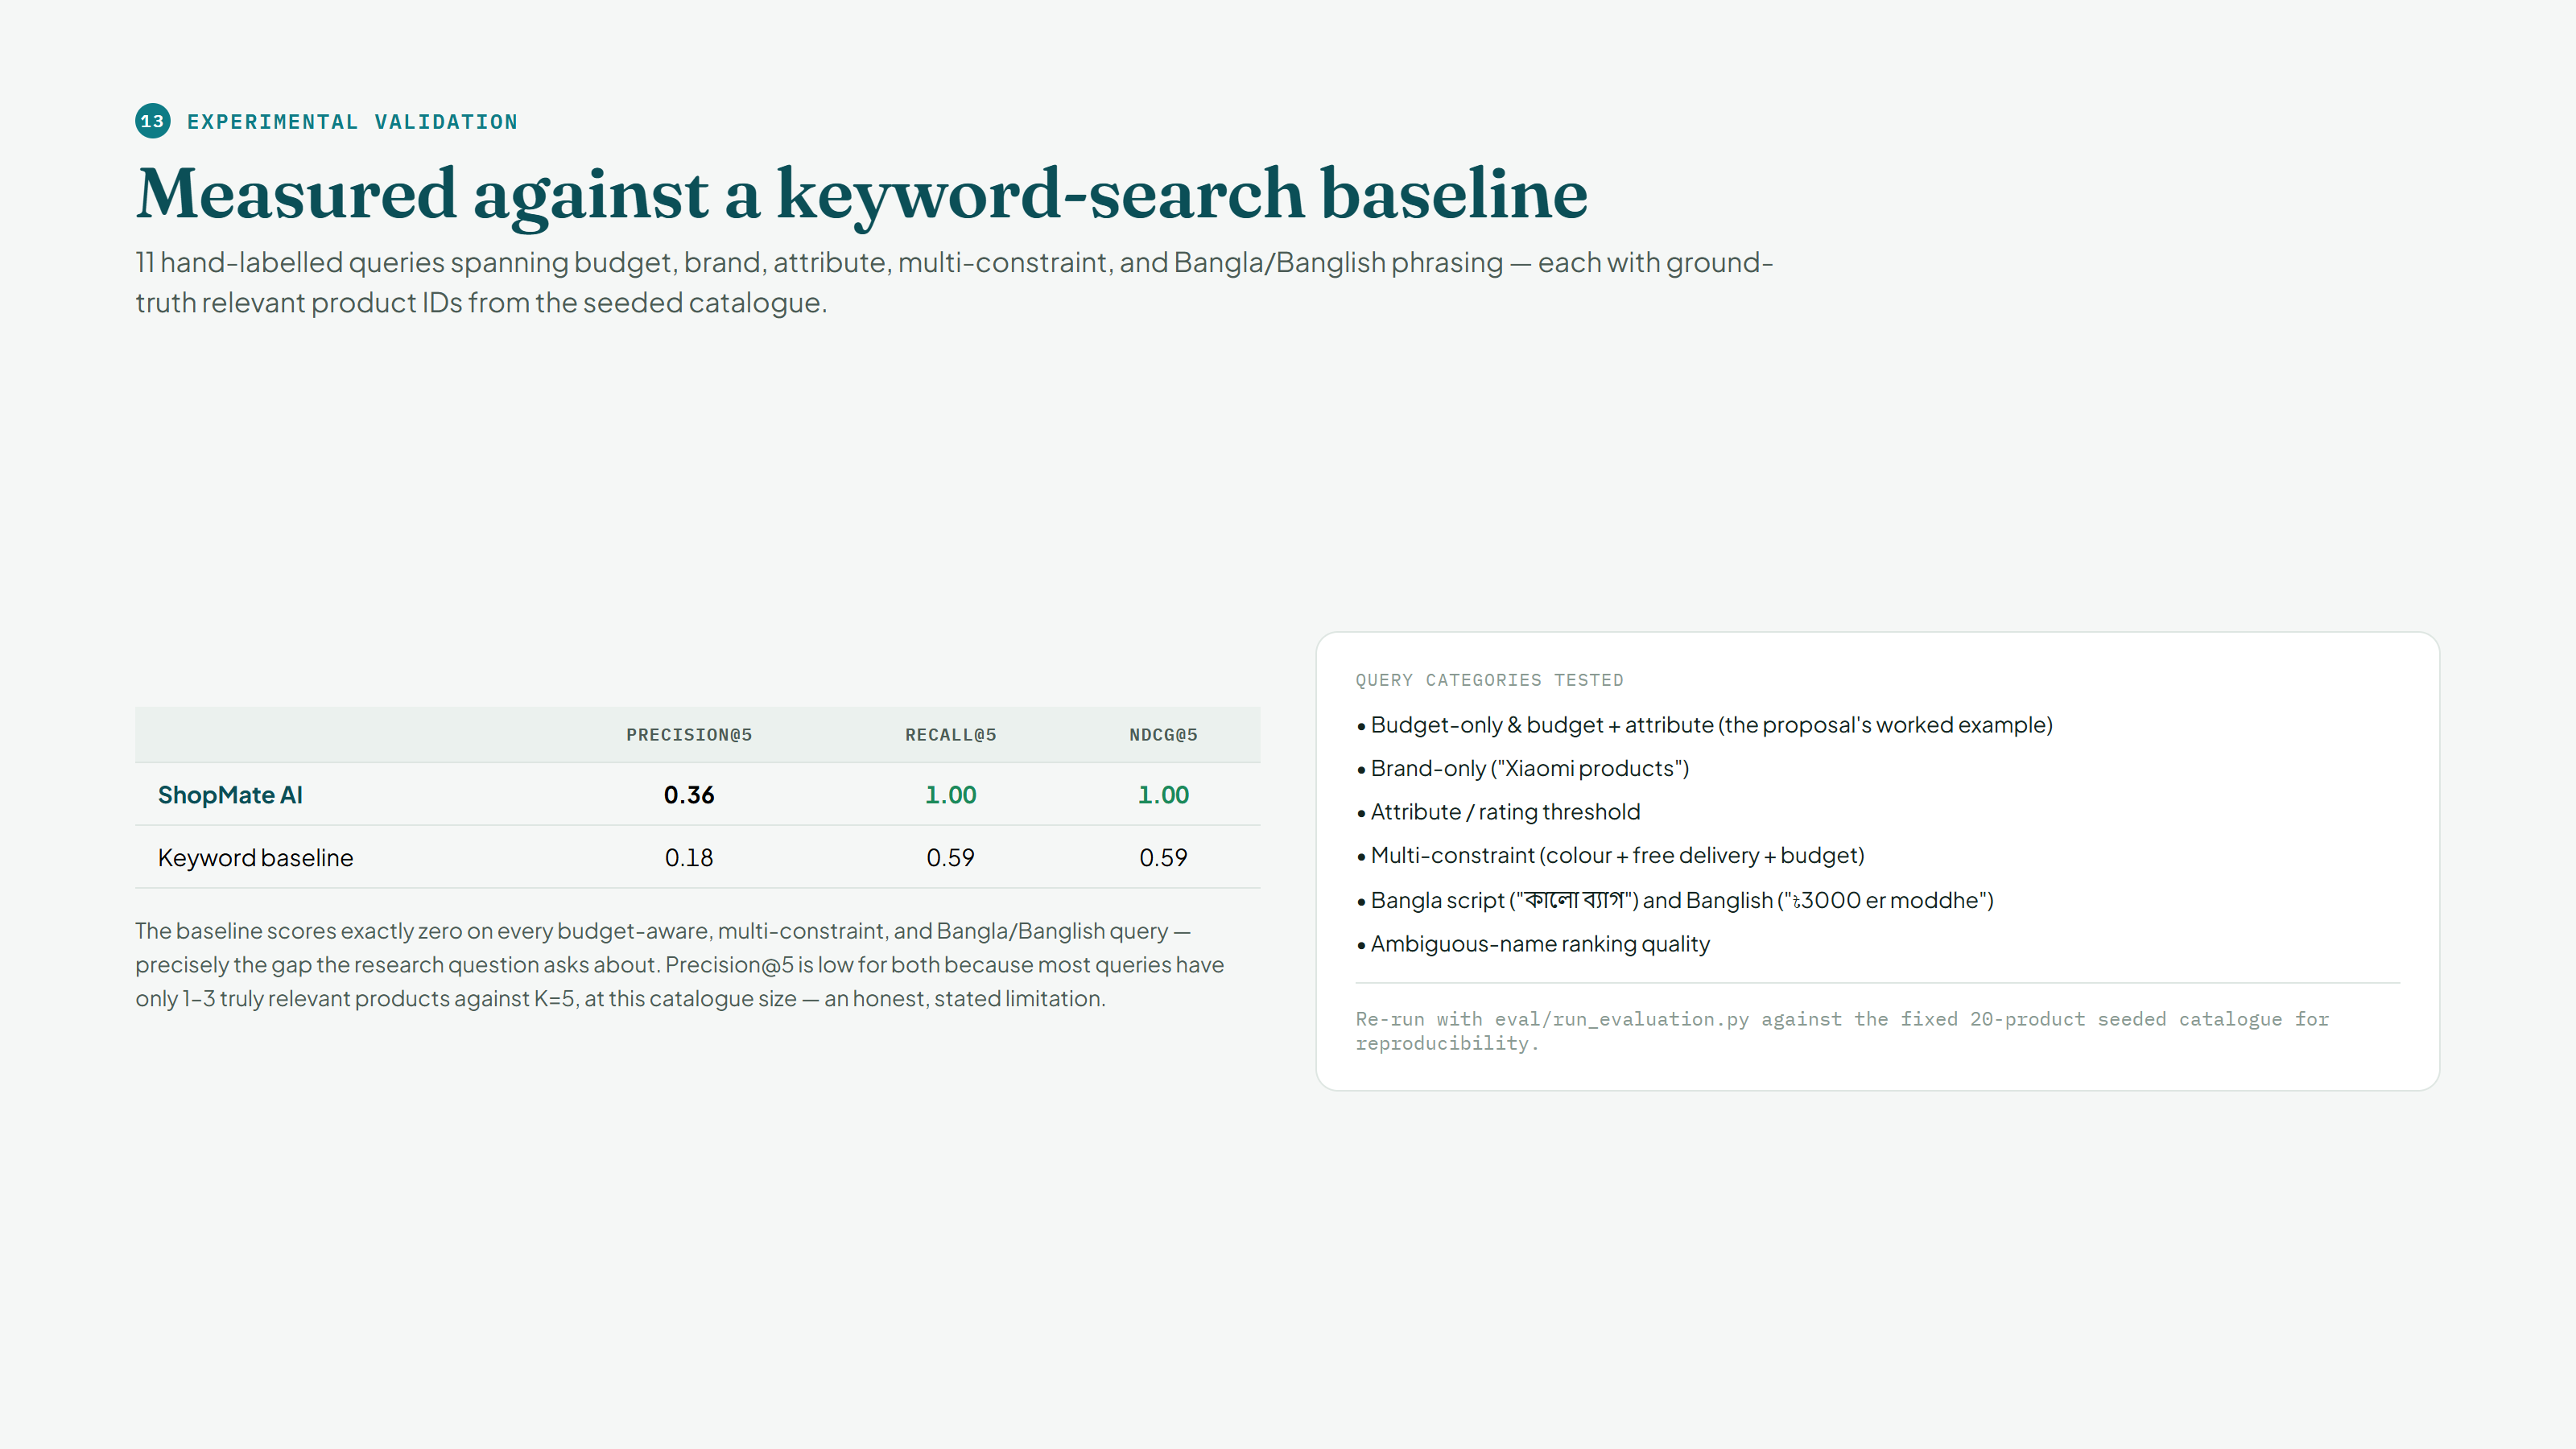 13 EXPERIMENTAL VALIDATION
Measured against a keyword-search baseline
11 hand-labelled queries spanning budget, brand, attribute, multi-constraint, and Bangla/Banglish phrasing — each with ground-
truth relevant product IDs from the seeded catalogue.
PRECISION@5 RECALL@5 NDCG@5
ShopMate AI 0.36 1.00 1.00
Keyword baseline 0.18 0.59 0.59
The baseline scores exactly zero on every budget-aware, multi-constraint, and Bangla/Banglish query —
precisely the gap the research question asks about. Precision@5 is low for both because most queries have
only 1–3 truly relevant products against K=5, at this catalogue size — an honest, stated limitation.
QUERY CATEGORIES TESTED
• Budget-only & budget + attribute (the proposal's worked example)
• Brand-only ("Xiaomi products")
• Attribute / rating threshold
• Multi-constraint (colour + free delivery + budget)
• Bangla script ("কালো ব্যাগ") and Banglish ("৳3000 er moddhe")
• Ambiguous-name ranking quality
Re-run with eval/run_evaluation.py against the fixed 20-product seeded catalogue for
reproducibility.